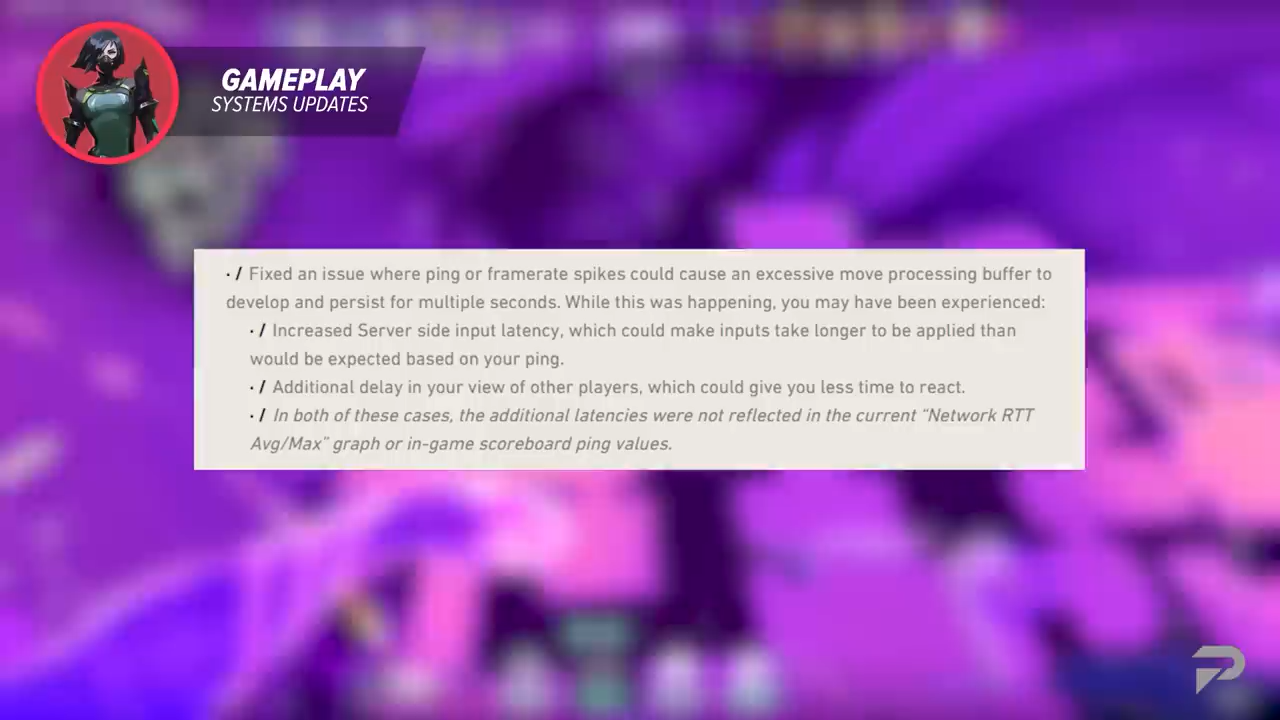 GAMEPLAY
SYSTEMS UPDATES
· / Fixed an issue where ping or framerate spikes could cause an excessive move processing buffer to
develop and persist for multiple seconds. While this was happening, you may have been experienced:
· / Increased Server side input latency, which could make inputs take longer to be applied than
would be expected based on your ping.
· / Additional delay in your view of other players, which could give you less time to react.
· / In both of these cases, the additional latencies were not reflected in the current “Network RTT
Avg/Max” graph or in-game scoreboard ping values.